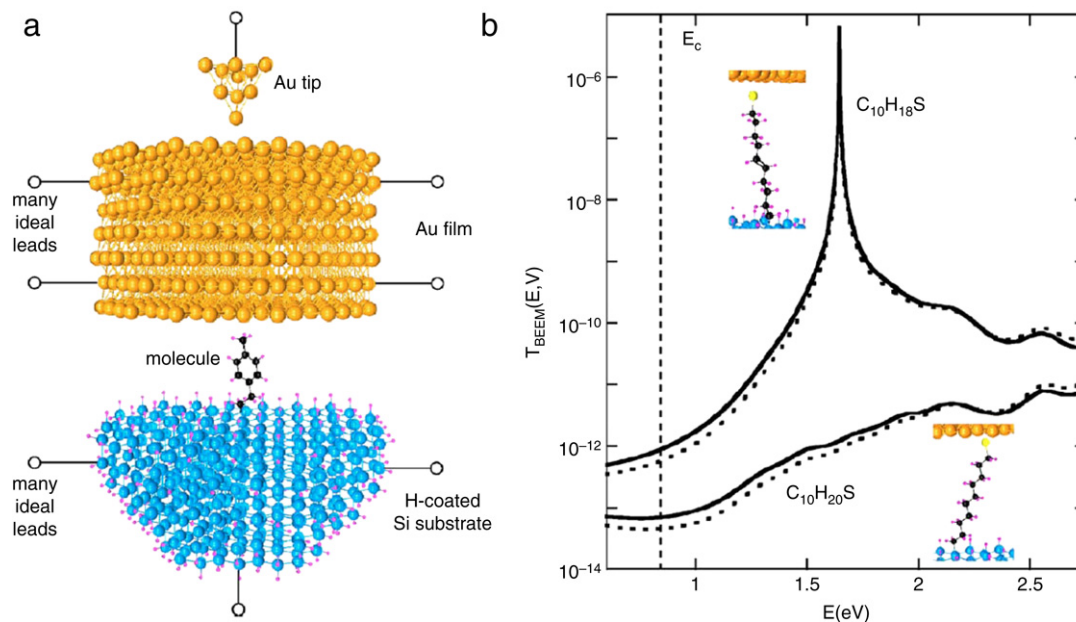 a
Au tip
many
ideal
leads
Au film
molecule
many
ideal
leads
H-coated
Si substrate
b
E_c
C₁₀H₁₈S
C₁₀H₂₀S
10⁻⁶
10⁻⁸
10⁻¹⁰
10⁻¹²
10⁻¹⁴
T_BEEM(E,V)
1
1.5
2
2.5
E(eV)